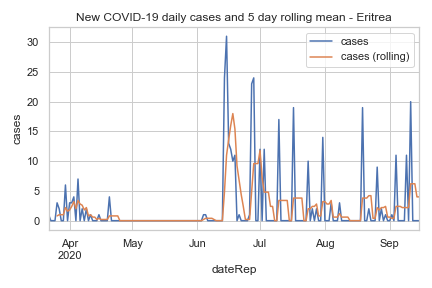 New COVID-19 daily cases and 5 day rolling mean - Eritrea
cases
cases (rolling)
30
25
20
15
10
5
0
cases
Apr
2020
May
Jun
Jul
Aug
Sep
dateRep